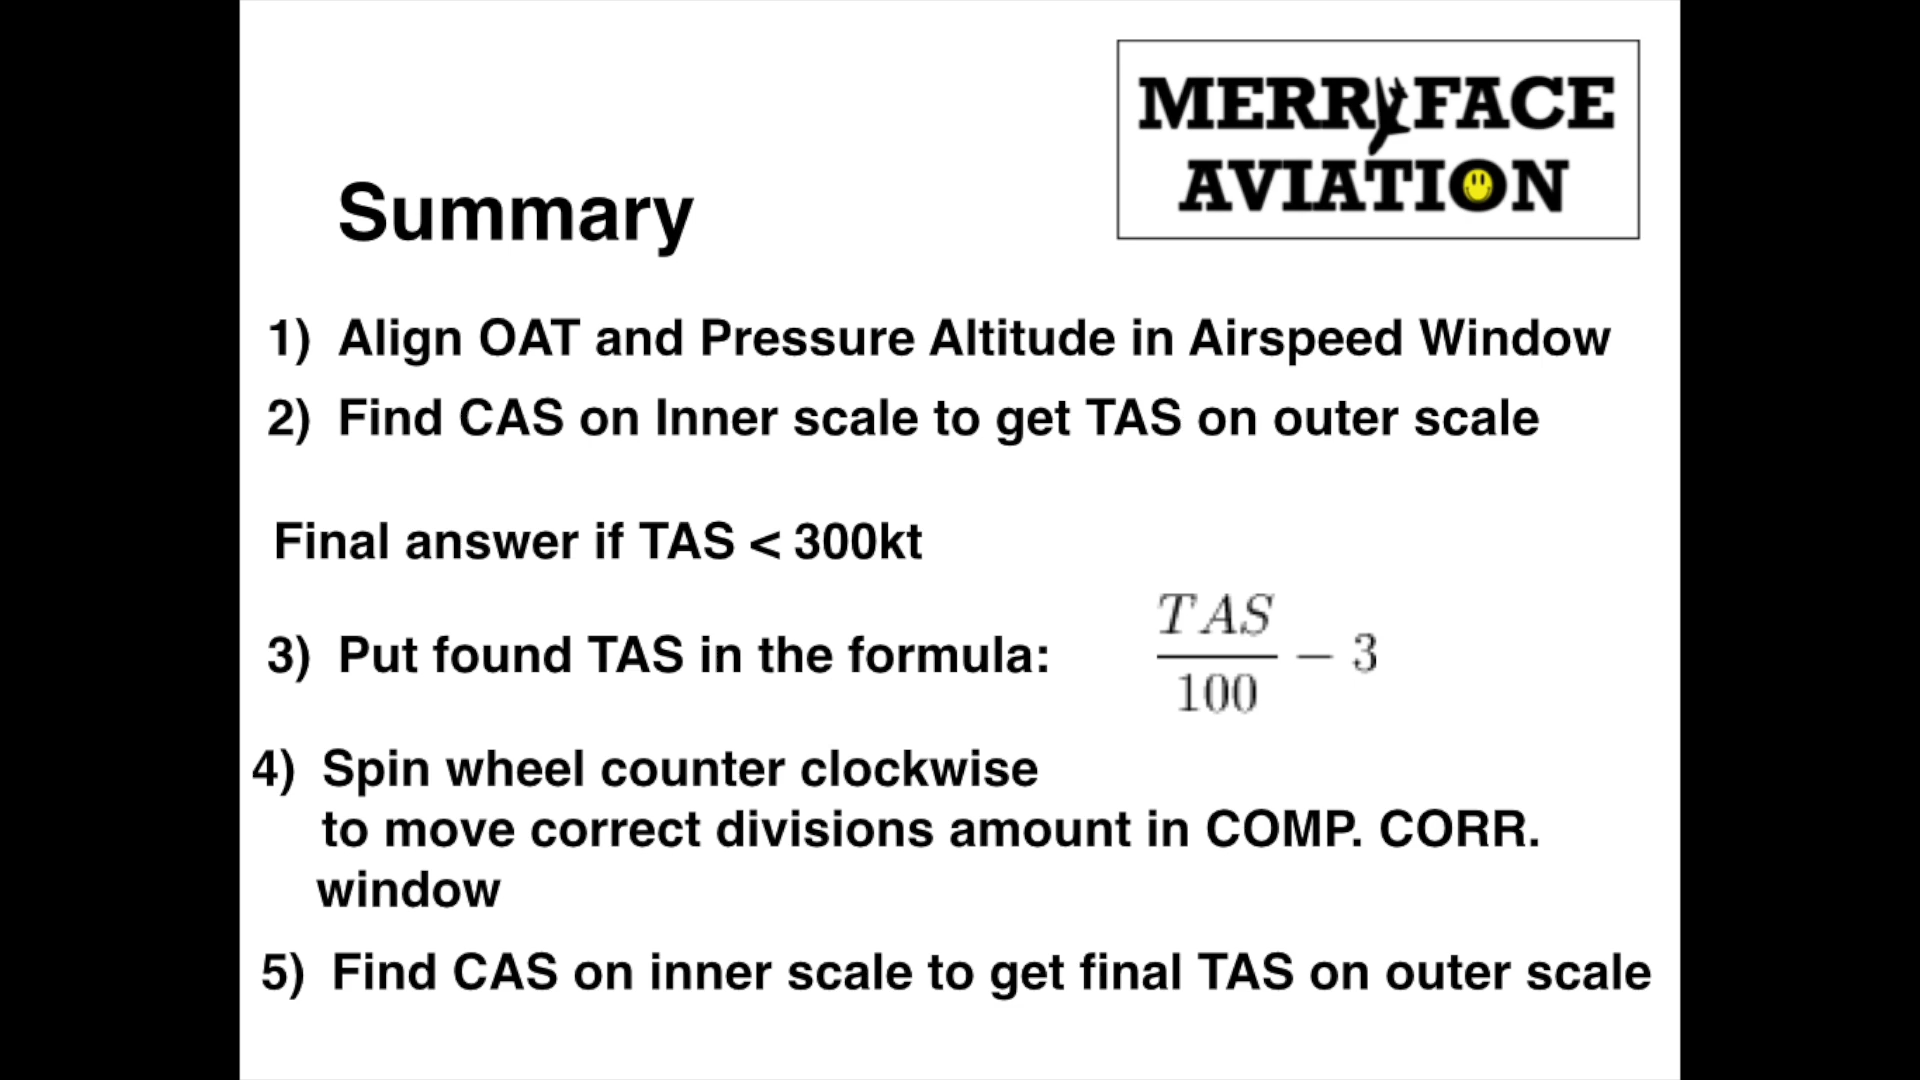 MERRYFACE
AVIATION
Summary
1) Align OAT and Pressure Altitude in Airspeed Window
2) Find CAS on Inner scale to get TAS on outer scale
Final answer if TAS < 300kt
3) Put found TAS in the formula: TAS/100 − 3
4) Spin wheel counter clockwise
to move correct divisions amount in COMP. CORR.
window
5) Find CAS on inner scale to get final TAS on outer scale